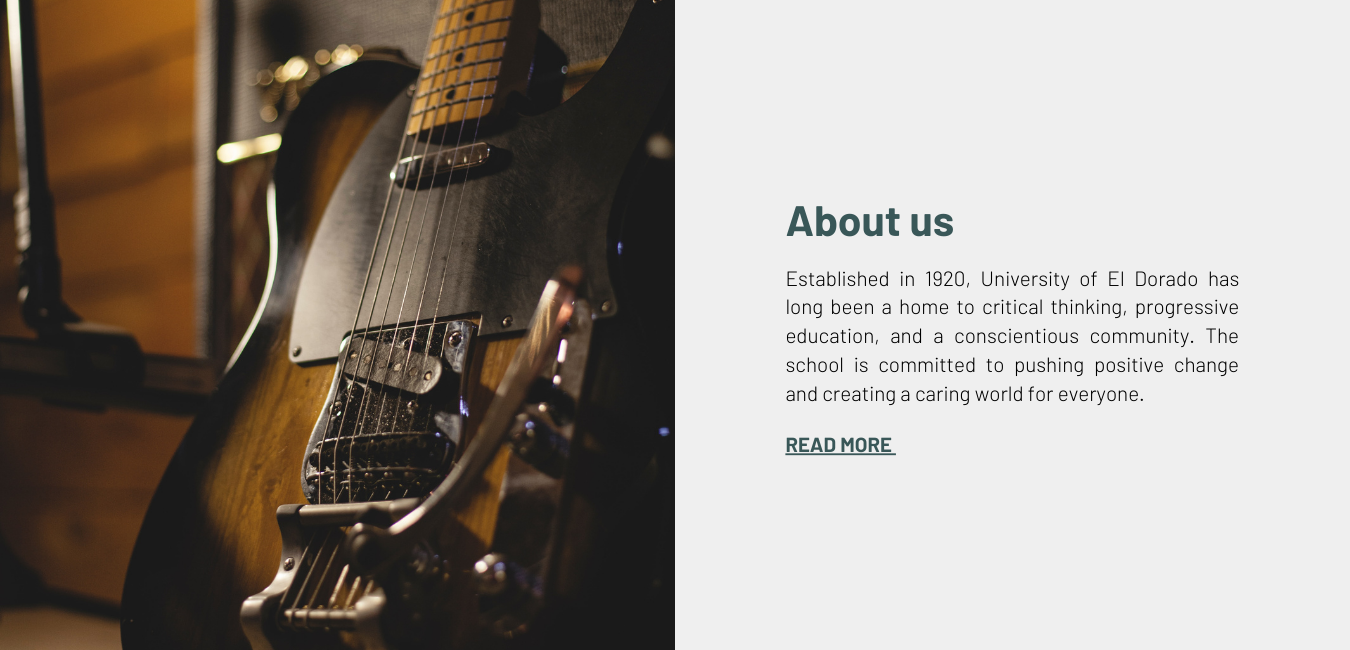 About us
Established in 1920, University of El Dorado has
long been a home to critical thinking, progressive
education, and a conscientious community. The
school is committed to pushing positive change
and creating a caring world for everyone.
READ MORE